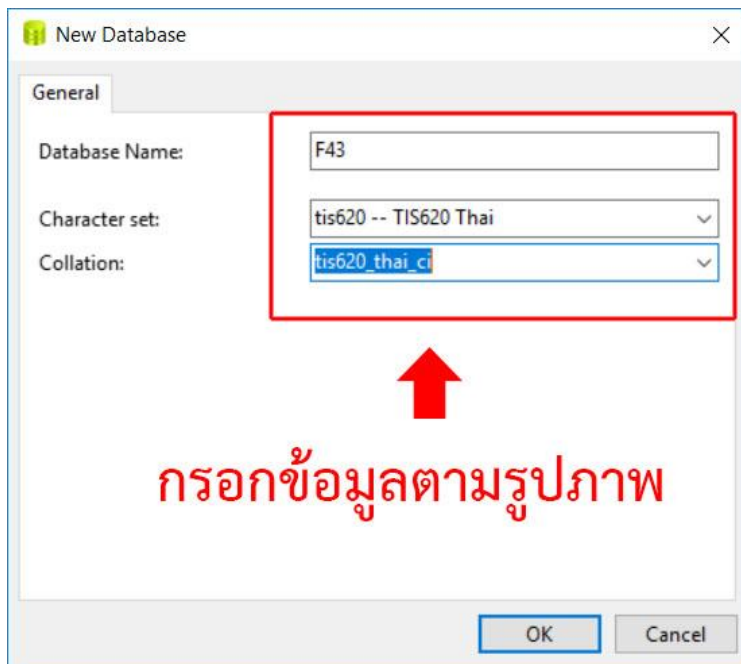 New Database
General
Database Name: F43
Character set: tis620 -- TIS620 Thai
Collation: tis620_thai_ci
กรอกข้อมูลตามรูปภาพ
OK Cancel